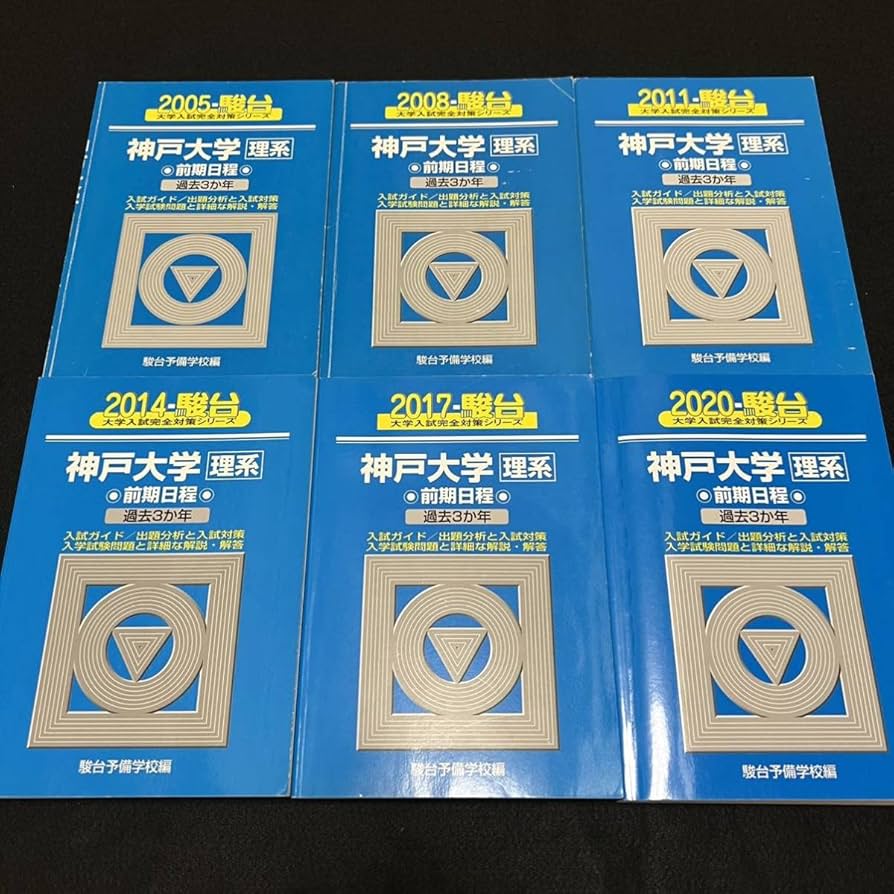 2005-駿台
大学入試完全対策シリーズ
神戸大学 理系
前期日程
過去3か年
入試ガイド/出題分析と入試対策
入学試験問題と詳細な解説・解答
駿台予備学校編
2008-駿台
大学入試完全対策シリーズ
神戸大学 理系
前期日程
過去3か年
入試ガイド/出題分析と入試対策
入学試験問題と詳細な解説・解答
駿台予備学校編
2011-駿台
大学入試完全対策シリーズ
神戸大学 理系
前期日程
過去3か年
入試ガイド/出題分析と入試対策
入学試験問題と詳細な解説・解答
駿台予備学校編
2014-駿台
大学入試完全対策シリーズ
神戸大学 理系
前期日程
過去3か年
入試ガイド/出題分析と入試対策
入学試験問題と詳細な解説・解答
駿台予備学校編
2017-駿台
大学入試完全対策シリーズ
神戸大学 理系
前期日程
過去3か年
入試ガイド/出題分析と入試対策
入学試験問題と詳細な解説・解答
駿台予備学校編
2020-駿台
大学入試完全対策シリーズ
神戸大学 理系
前期日程
過去3か年
入試ガイド/出題分析と入試対策
入学試験問題と詳細な解説・解答
駿台予備学校編